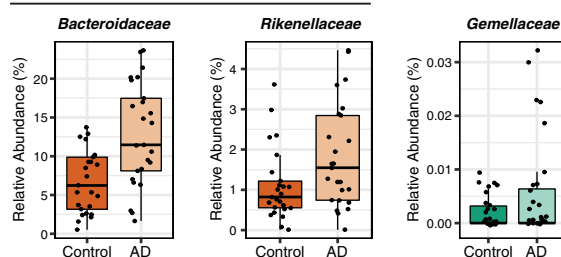 Bacteroidaceae
Relative Abundance (%)
20
15
10
5
0
Control AD
Rikenellaceae
Relative Abundance (%)
4
3
2
1
0
Control AD
Gemellaceae
Relative Abundance (%)
0.03
0.02
0.01
0.00
Control AD